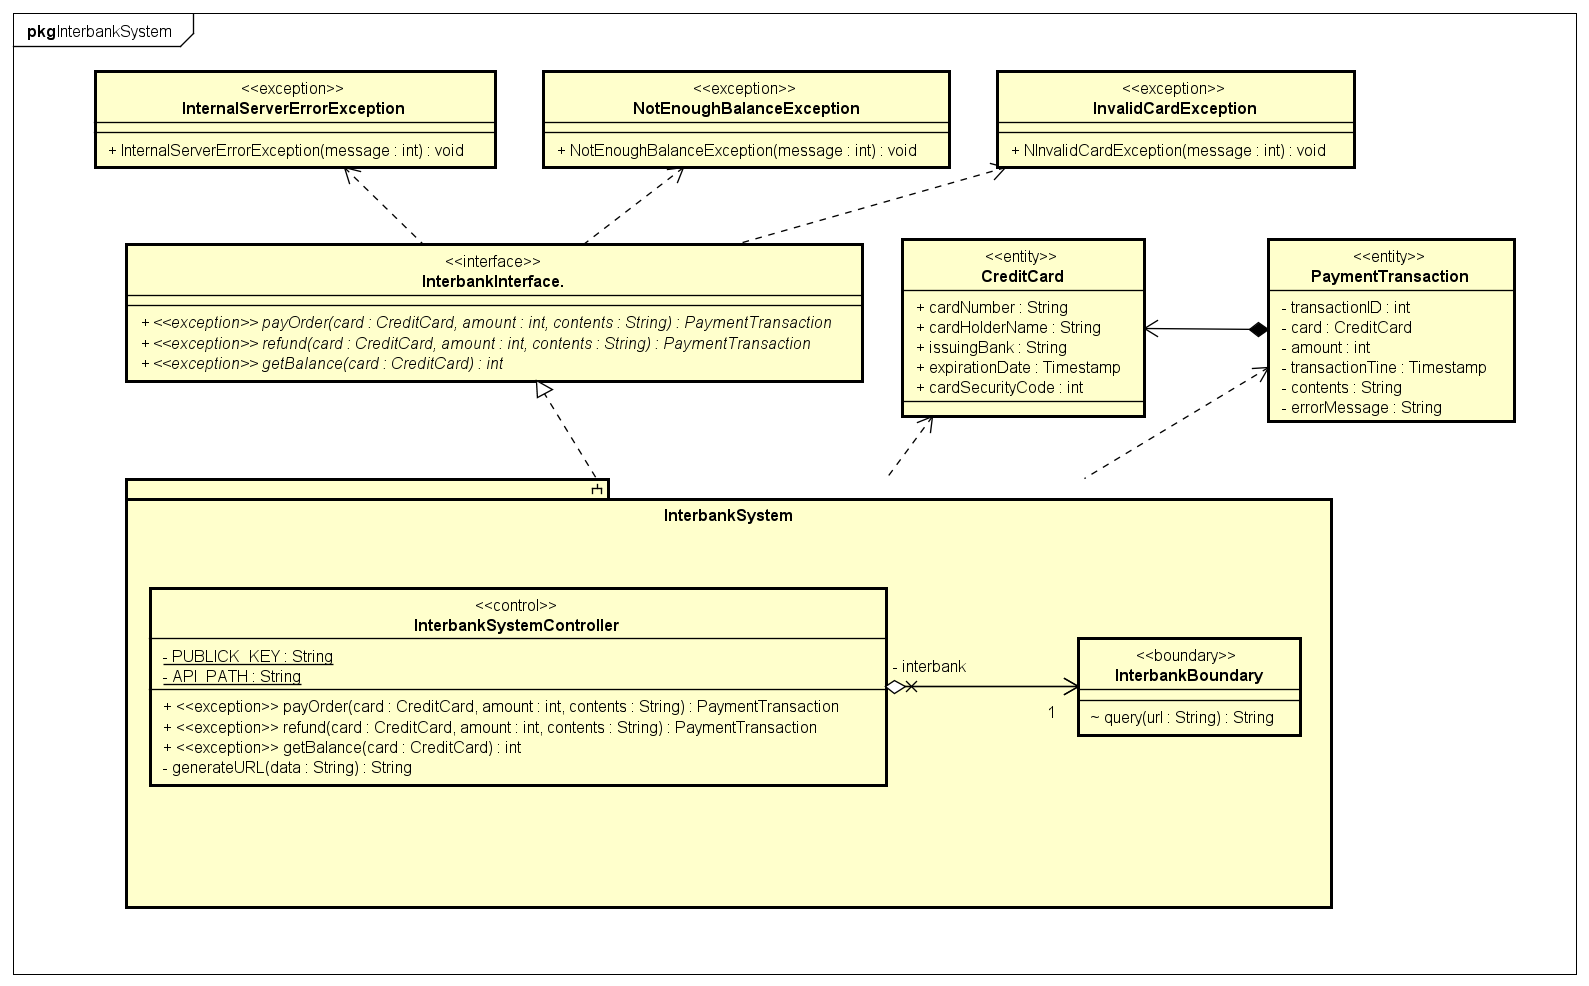 pkgInterbankSystem
<<exception>>
InternalServerErrorException
+ InternalServerErrorException(message : int) : void
<<exception>>
NotEnoughBalanceException
+ NotEnoughBalanceException(message : int) : void
<<exception>>
InvalidCardException
+ NInvalidCardException(message : int) : void
<<interface>>
InterbankInterface.
+ <<exception>> payOrder(card : CreditCard, amount : int, contents : String) : PaymentTransaction
+ <<exception>> refund(card : CreditCard, amount : int, contents : String) : PaymentTransaction
+ <<exception>> getBalance(card : CreditCard) : int
<<entity>>
CreditCard
+ cardNumber : String
+ cardHolderName : String
+ issuingBank : String
+ expirationDate : Timestamp
+ cardSecurityCode : int
<<entity>>
PaymentTransaction
- transactionID : int
- card : CreditCard
- amount : int
- transactionTine : Timestamp
- contents : String
- errorMessage : String
InterbankSystem
<<control>>
InterbankSystemController
- PUBLICK_KEY : String
- API_PATH : String
+ <<exception>> payOrder(card : CreditCard, amount : int, contents : String) : PaymentTransaction
+ <<exception>> refund(card : CreditCard, amount : int, contents : String) : PaymentTransaction
+ <<exception>> getBalance(card : CreditCard) : int
- generateURL(data : String) : String
- interbank
1
<<boundary>>
InterbankBoundary
~ query(url : String) : String